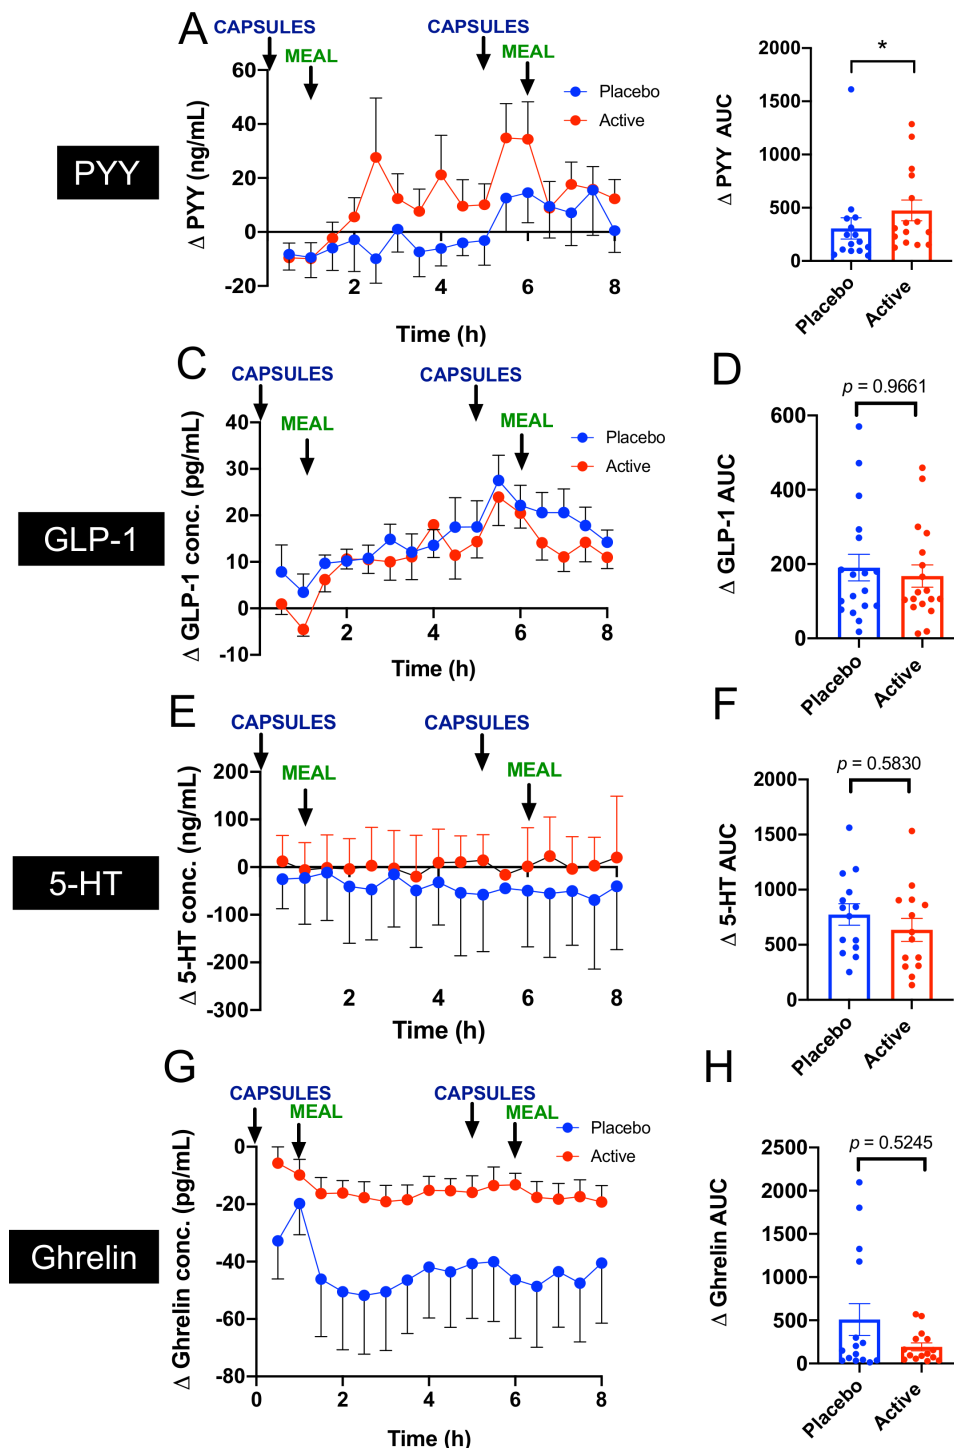 A
CAPSULES
CAPSULES
MEAL
MEAL
PYY
Δ PYY (ng/mL)
60
40
20
0
-20
2
4
6
8
Time (h)
Placebo
Active
Δ PYY AUC
2000
1500
1000
500
0
*
Placebo
Active
C
CAPSULES
CAPSULES
MEAL
MEAL
GLP-1
Δ GLP-1 conc. (pg/mL)
40
30
20
10
0
-10
2
4
6
8
Time (h)
Placebo
Active
D
p = 0.9661
Δ GLP-1 AUC
600
400
200
0
Placebo
Active
E
CAPSULES
CAPSULES
MEAL
MEAL
5-HT
Δ 5-HT conc. (ng/mL)
200
100
0
-100
-200
-300
2
4
6
8
Time (h)
F
p = 0.5830
Δ 5-HT AUC
2000
1500
1000
500
0
Placebo
Active
G
CAPSULES
CAPSULES
MEAL
MEAL
Ghrelin
Δ Ghrelin conc. (pg/mL)
0
-20
-40
-60
-80
0
2
4
6
8
Time (h)
Placebo
Active
H
p = 0.5245
Δ Ghrelin AUC
2500
2000
1500
1000
500
0
Placebo
Active